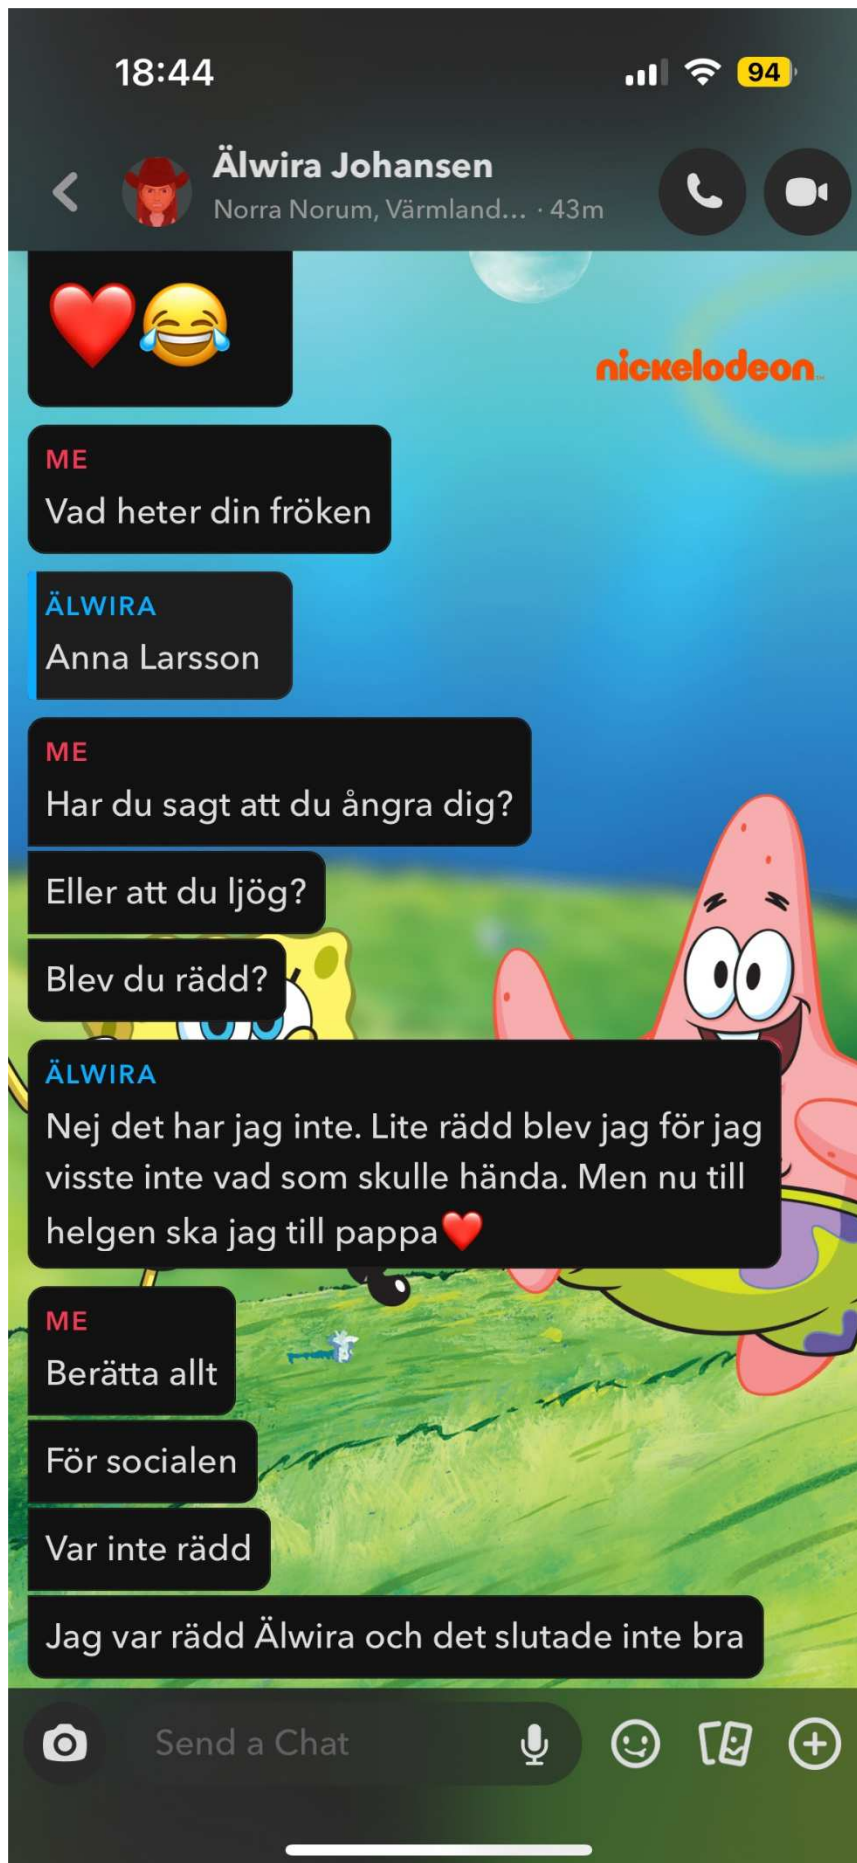 18:44
94
Älwira Johansen
Norra Norum, Värmland... · 43m
❤️😂
nickelodeon
ME
Vad heter din fröken
ÄLWIRA
Anna Larsson
ME
Har du sagt att du ångra dig?
Eller att du ljög?
Blev du rädd?
ÄLWIRA
Nej det har jag inte. Lite rädd blev jag för jag
visste inte vad som skulle hända. Men nu till
helgen ska jag till pappa❤️
ME
Berätta allt
För socialen
Var inte rädd
Jag var rädd Älwira och det slutade inte bra
Send a Chat